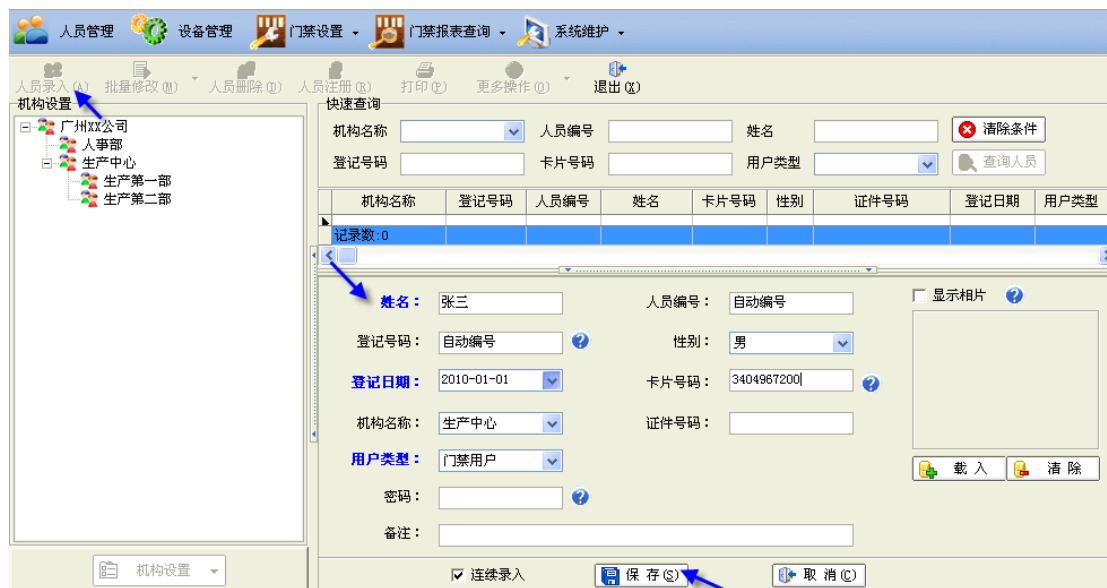 人员管理 设备管理 门禁设置 门禁报表查询 系统维护
人员录入(A) 批量修改(M) 人员删除(D) 人员注册(R) 打印(P) 更多操作(O) 退出(X)
机构设置
广州XX公司
人事部
生产中心
生产第一部
生产第二部
机构设置
快速查询
机构名称 人员编号 姓名 清除条件
登记号码 卡片号码 用户类型 查询人员
机构名称 登记号码 人员编号 姓名 卡片号码 性别 证件号码 登记日期 用户类型
记录数:0
姓名： 张三 人员编号： 自动编号 显示相片
登记号码： 自动编号 性别： 男
登记日期： 2010-01-01 卡片号码： 3404967200
机构名称： 生产中心 证件号码：
用户类型： 门禁用户 载入 清除
密码：
备注：
连续录入 保存(S) 取消(C)